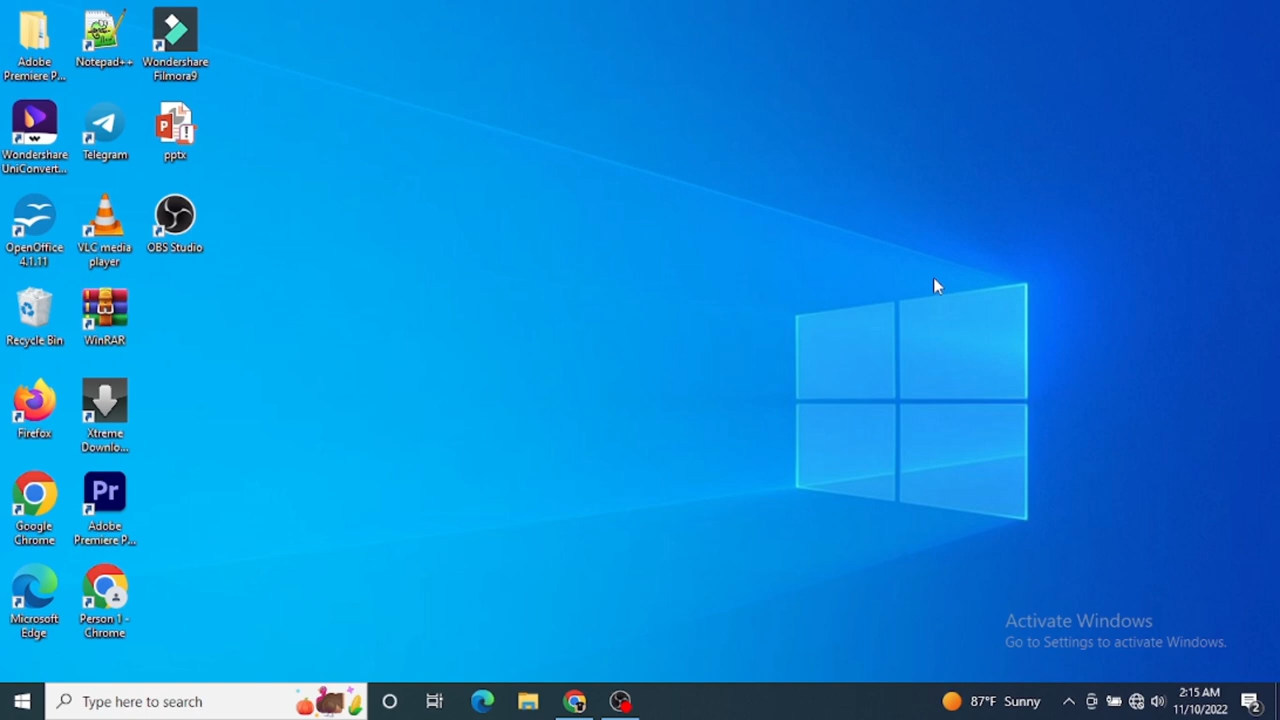 Adobe
Premiere P...
Notepad++
Wondershare
Filmora9
Wondershare
UniConvert...
Telegram
pptx
OpenOffice
4.1.11
VLC media
player
OBS Studio
Recycle Bin
WinRAR
Firefox
Xtreme
Downlo...
Google
Chrome
Pr
Adobe
Premiere P...
Microsoft
Edge
Person 1 -
Chrome
Activate Windows
Go to Settings to activate Windows.
Type here to search
87°F Sunny
2:15 AM
11/10/2022
2